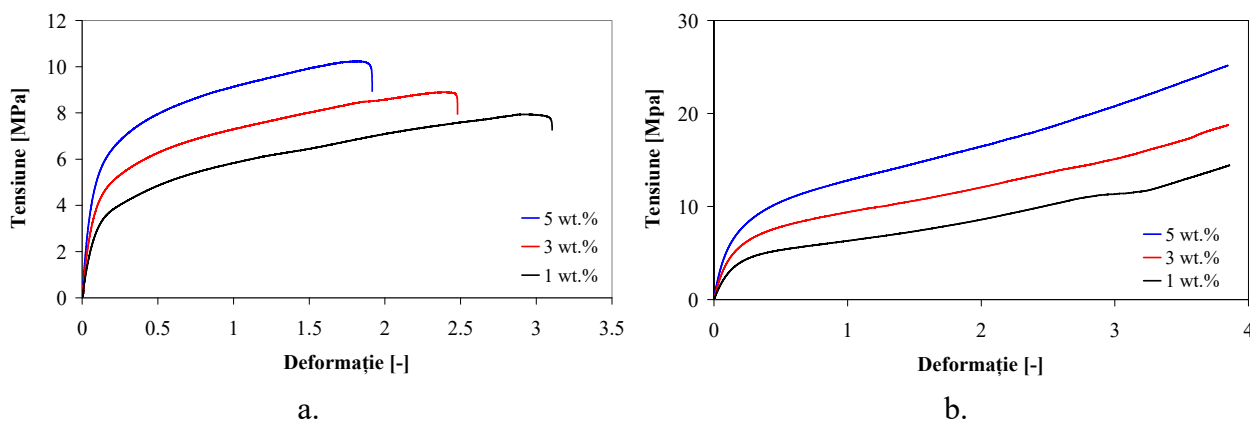 12
10
8
6
4
2
0
Tensiune [MPa]
5 wt.%
3 wt.%
1 wt.%
0 0.5 1 1.5 2 2.5 3 3.5
Deformație [-]
a.
30
20
10
0
Tensiune [Mpa]
5 wt.%
3 wt.%
1 wt.%
0 1 2 3 4
Deformație [-]
b.